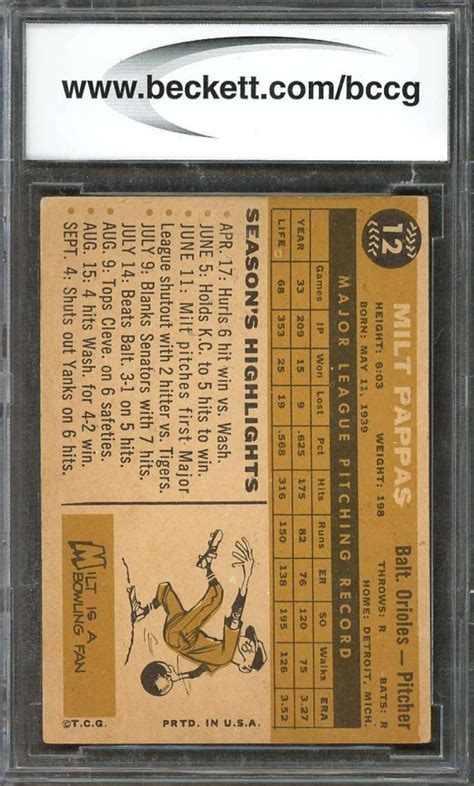 www.beckett.com/bccg
12
MILT PAPPAS
Balt. Orioles — Pitcher
HEIGHT: 6:03 WEIGHT: 198 THROWS: R BATS: R
BORN: MAY 11, 1939 HOME: DETROIT, MICH.
MAJOR LEAGUE PITCHING RECORD
Games IP Won Lost Pct Hits Runs ER SO Walks ERA
YEAR 33 209 15 9 .625 175 82 76 120 75 3.27
LIFE 68 353 25 19 .568 316 150 138 195 126 3.52
SEASON'S HIGHLIGHTS
APR. 17: Hurls 6 hit win vs. Wash.
JUNE 5: Holds K.C. to 5 hits to win.
JUNE 11: Milt pitches first Major
League shutout with 2 hitter vs. Tigers.
JULY 9: Blanks Senators with 7 hits.
JULY 14: Beats Balt. 3-1 on 5 hits.
AUG. 9: Tops Cleve. on 6 safeties.
AUG. 15: 4 hits Wash. for 4-2 win.
SEPT. 4: Shuts out Yanks on 6 hits.
MILT IS A
BOWLING FAN
©T.C.G. PRTD. IN U.S.A.